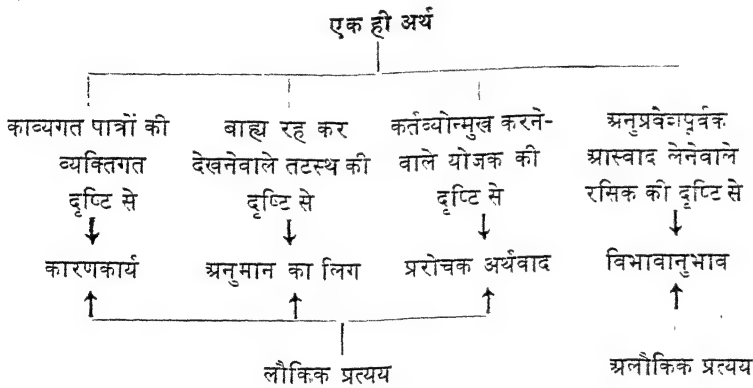 एक ही अर्थ
काव्यगत पात्रों की
व्यक्तिगत
दृष्टि से
बाह्य रह कर
देखनेवाले तटस्थ की
दृष्टि से
कर्तव्योन्मुख करने-
वाले योजक की
दृष्टि से
अनुप्रवेशपूर्वक
आस्वाद लेनेवाले
रसिक की दृष्टि से
कारणकार्य
अनुमान का लिग
प्ररोचक अर्थवाद
विभावानुभाव
लौकिक प्रत्यय
अलौकिक प्रत्यय